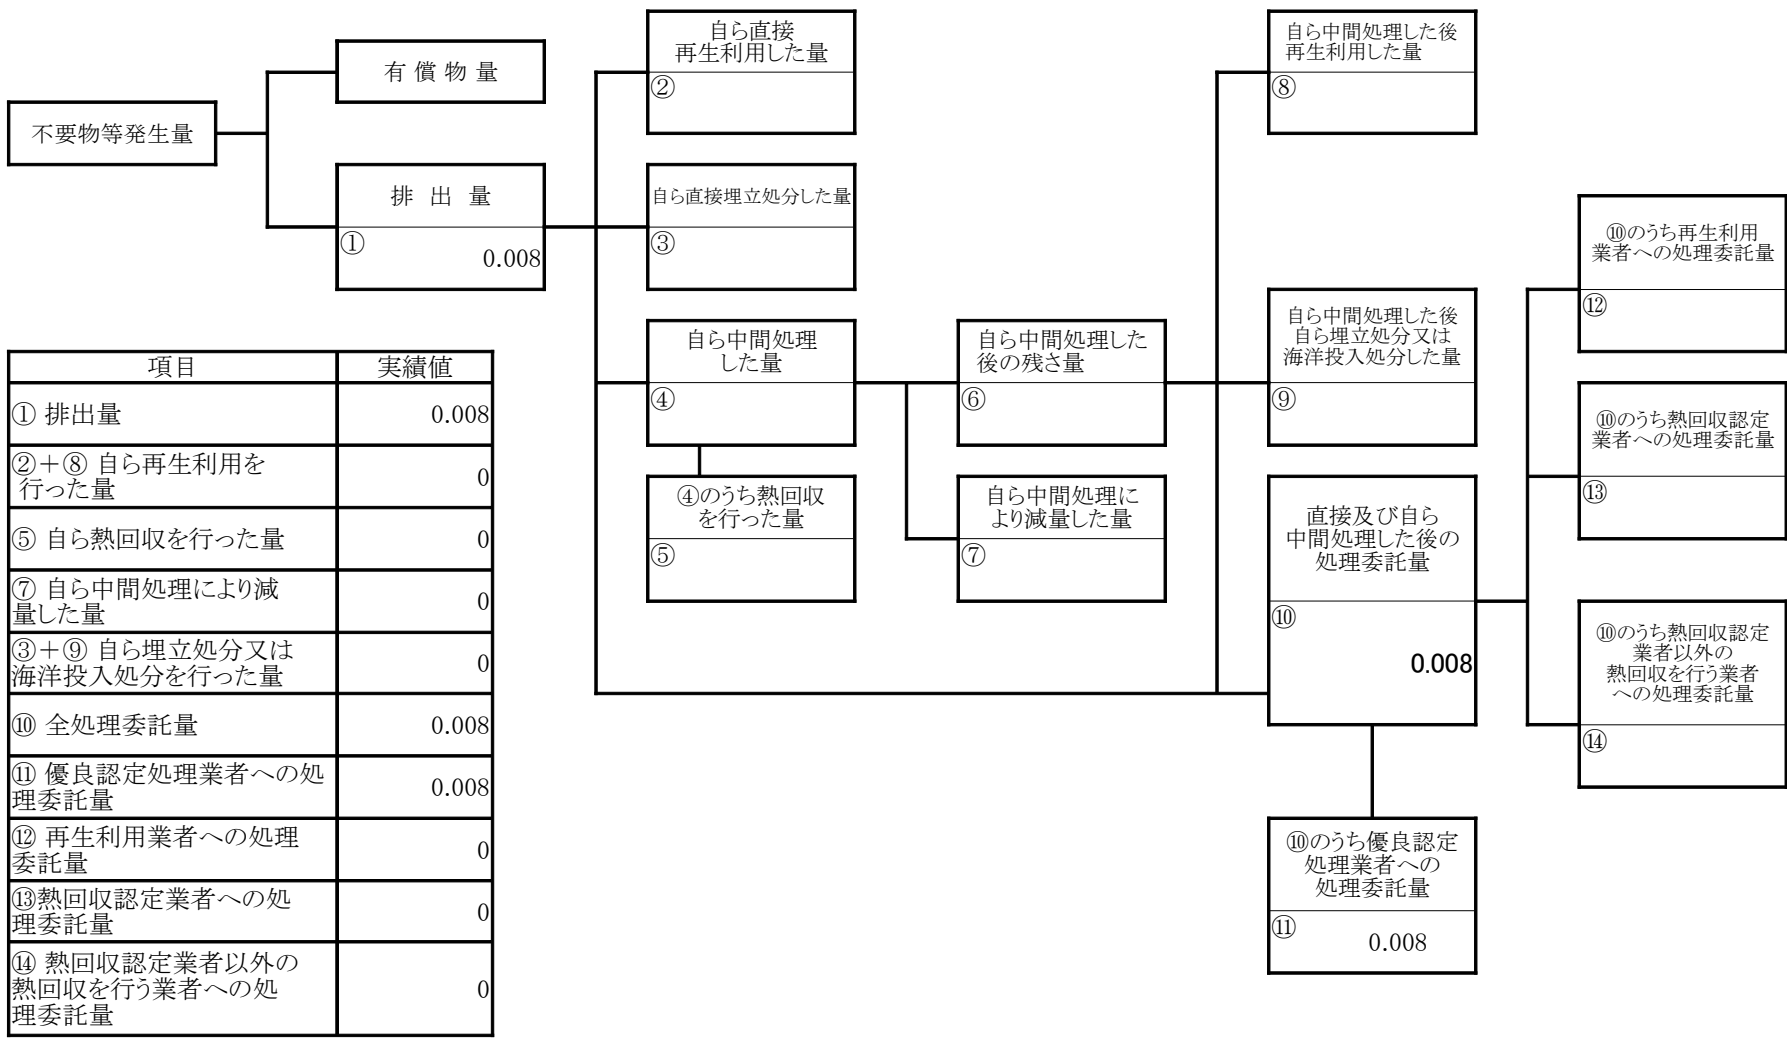 自ら直接
再生利用した量
②
自ら中間処理した後
再生利用した量
⑧
有 償 物 量
不要物等発生量
排 出 量
①
0.008
自ら直接埋立処分した量
③
⑩のうち再生利用
業者への処理委託量
⑫
自ら中間処理
した量
④
自ら中間処理した
後の残さ量
⑥
自ら中間処理した後
自ら埋立処分又は
海洋投入処分した量
⑨
⑩のうち熱回収認定
業者への処理委託量
⑬
④のうち熱回収
を行った量
⑤
自ら中間処理に
より減量した量
⑦
直接及び自ら
中間処理した後の
処理委託量
⑩
0.008
⑩のうち熱回収認定
業者以外の
熱回収を行う業者
への処理委託量
⑭
⑩のうち優良認定
処理業者への
処理委託量
⑪
0.008
項目 実績値
① 排出量 0.008
②＋⑧ 自ら再生利用を
行った量 0
⑤ 自ら熱回収を行った量 0
⑦ 自ら中間処理により減
量した量 0
③＋⑨ 自ら埋立処分又は
海洋投入処分を行った量 0
⑩ 全処理委託量 0.008
⑪ 優良認定処理業者への処
理委託量 0.008
⑫ 再生利用業者への処理
委託量 0
⑬熱回収認定業者への処
理委託量 0
⑭ 熱回収認定業者以外の
熱回収を行う業者への処
理委託量 0